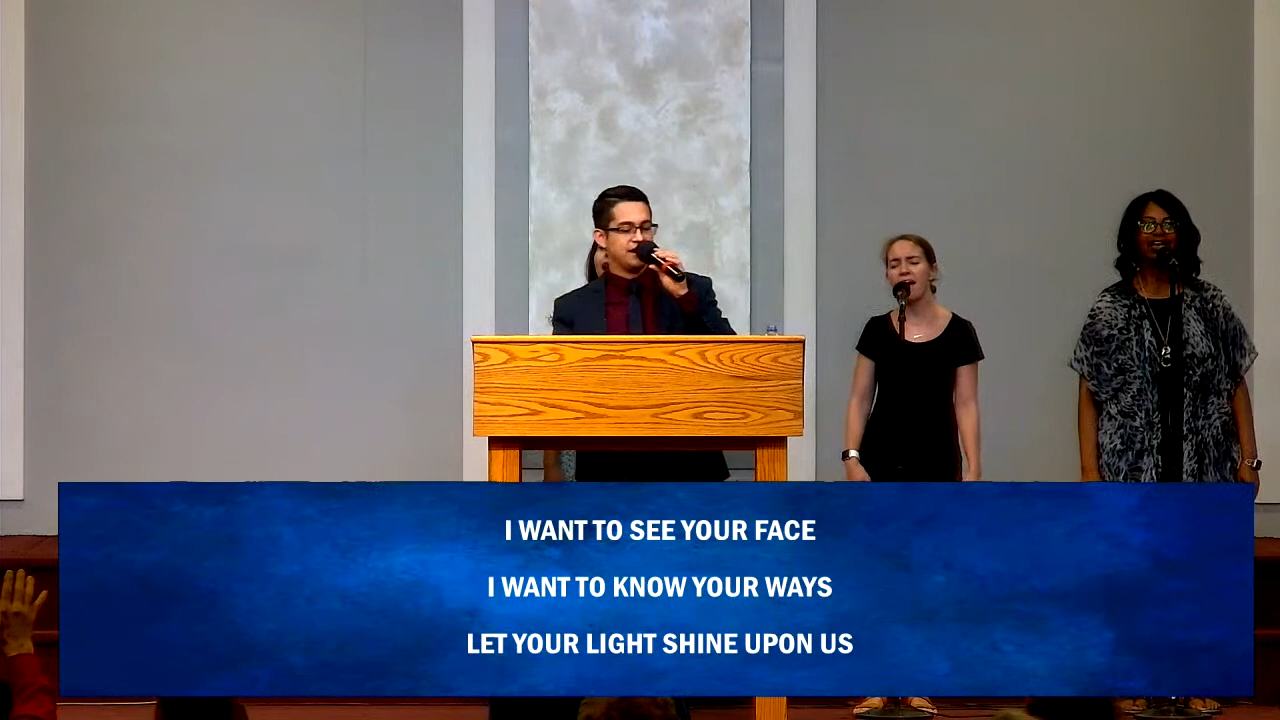 I WANT TO SEE YOUR FACE
I WANT TO KNOW YOUR WAYS
LET YOUR LIGHT SHINE UPON US